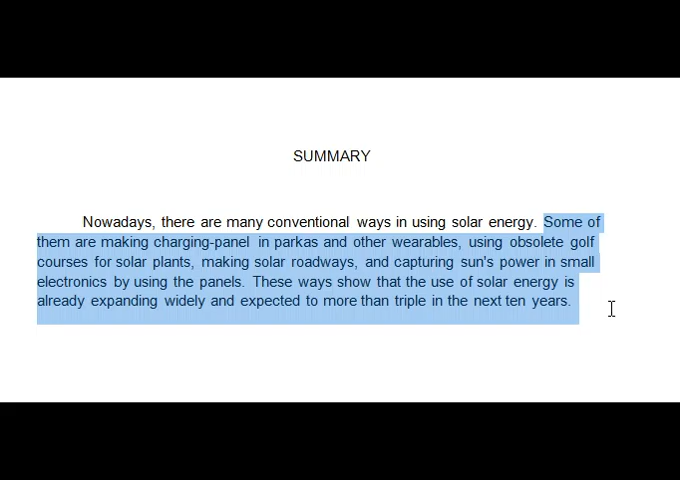 SUMMARY
Nowadays, there are many conventional ways in using solar energy. Some of
them are making charging-panel in parkas and other wearables, using obsolete golf
courses for solar plants, making solar roadways, and capturing sun's power in small
electronics by using the panels. These ways show that the use of solar energy is
already expanding widely and expected to more than triple in the next ten years.